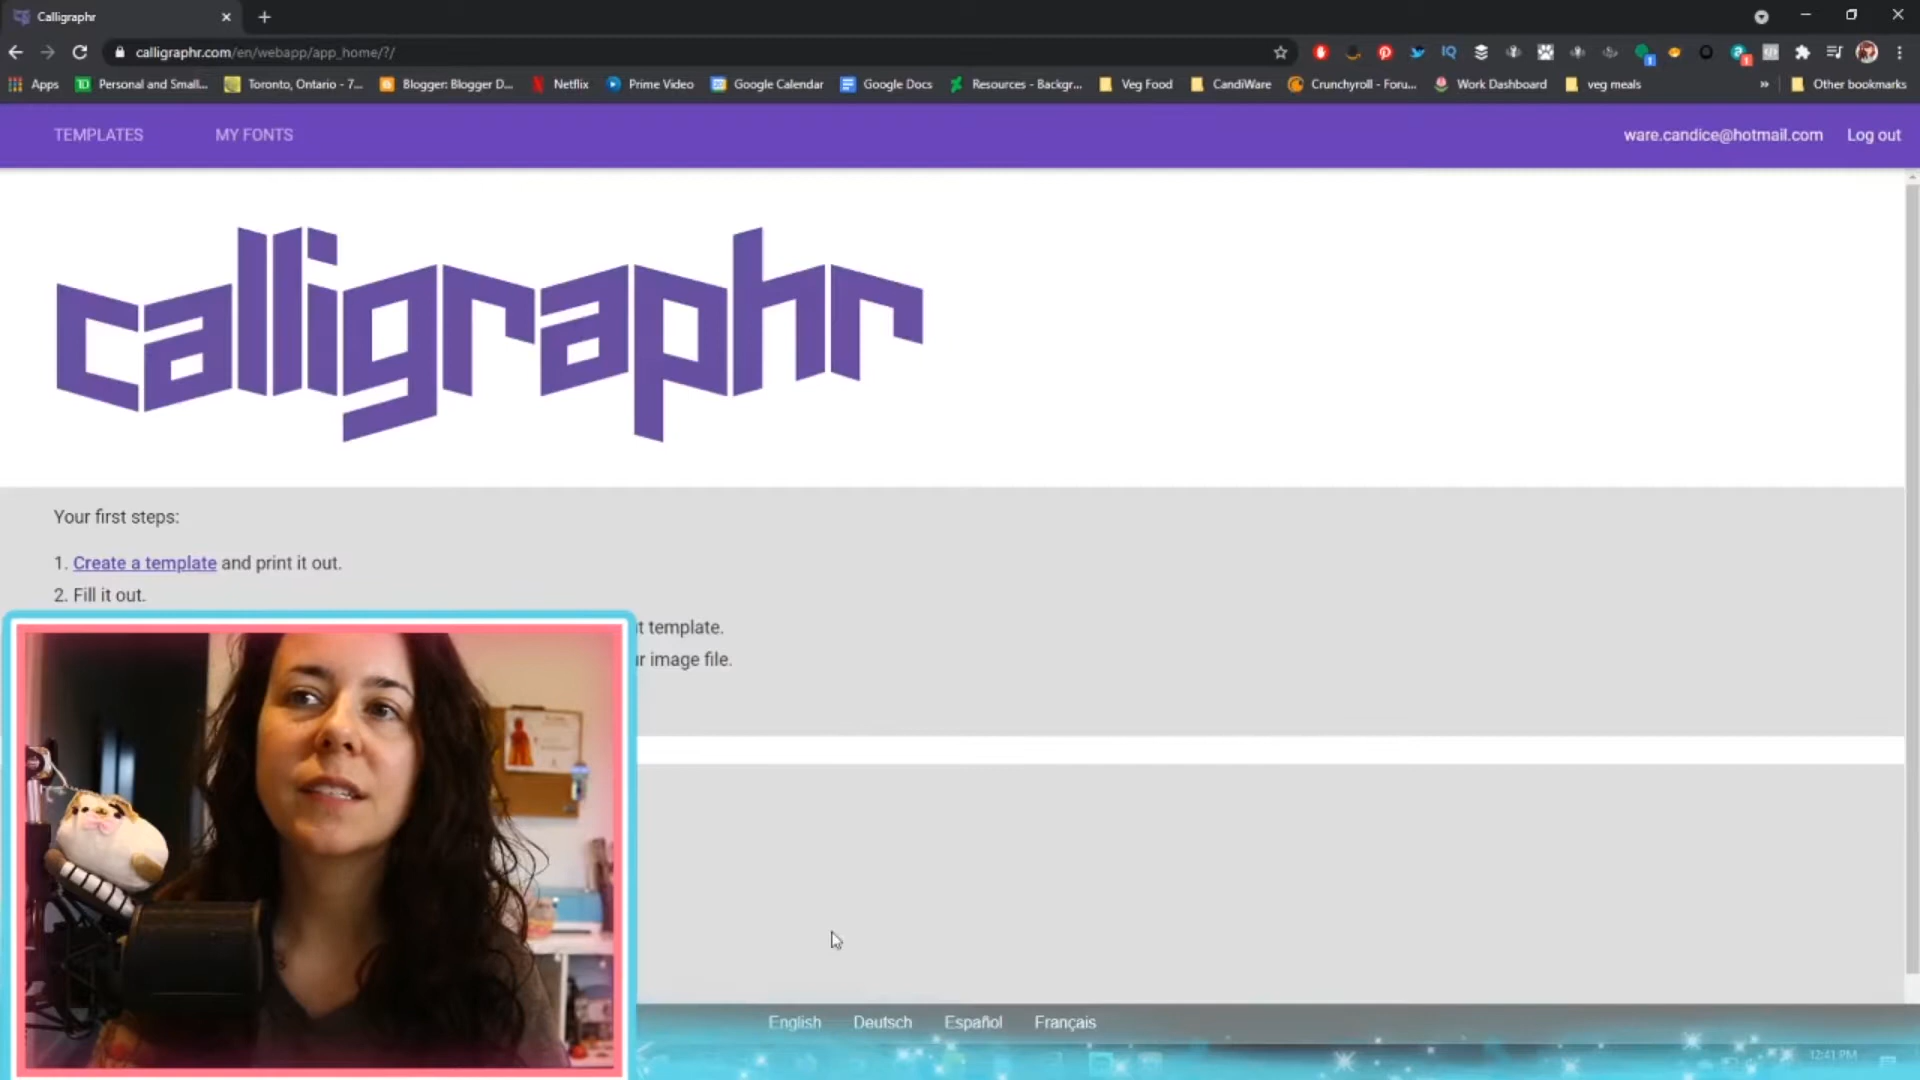 Calligraphr
calligraphr.com/en/webapp/app_home/?/
Apps
Personal and Small...
Toronto, Ontario - 7...
Blogger: Blogger D...
Netflix
Prime Video
Google Calendar
Google Docs
Resources - Backgr...
Veg Food
CandiWare
Crunchyroll - Foru...
Work Dashboard
veg meals
»
Other bookmarks
TEMPLATES
MY FONTS
ware.candice@hotmail.com
Log out
calligraphr
Your first steps:
1. Create a template and print it out.
2. Fill it out.
template.
image file.
English
Deutsch
Español
Français
12:41 PM